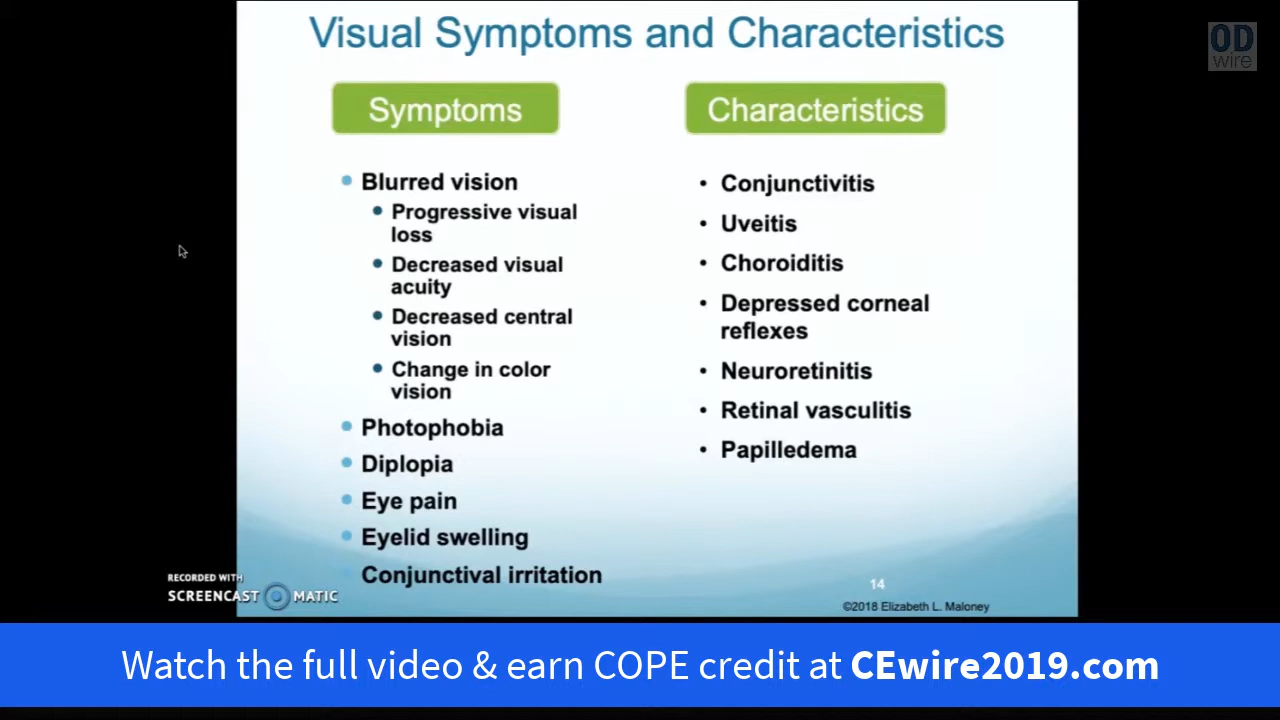 Visual Symptoms and Characteristics
OD
wire
Symptoms
Blurred vision
Progressive visual
loss
Decreased visual
acuity
Decreased central
vision
Change in color
vision
Photophobia
Diplopia
Eye pain
Eyelid swelling
Conjunctival irritation
Characteristics
Conjunctivitis
Uveitis
Choroiditis
Depressed corneal
reflexes
Neuroretinitis
Retinal vasculitis
Papilledema
RECORDED WITH
SCREENCAST MATIC
14
©2018 Elizabeth L. Maloney
Watch the full video & earn COPE credit at CEwire2019.com